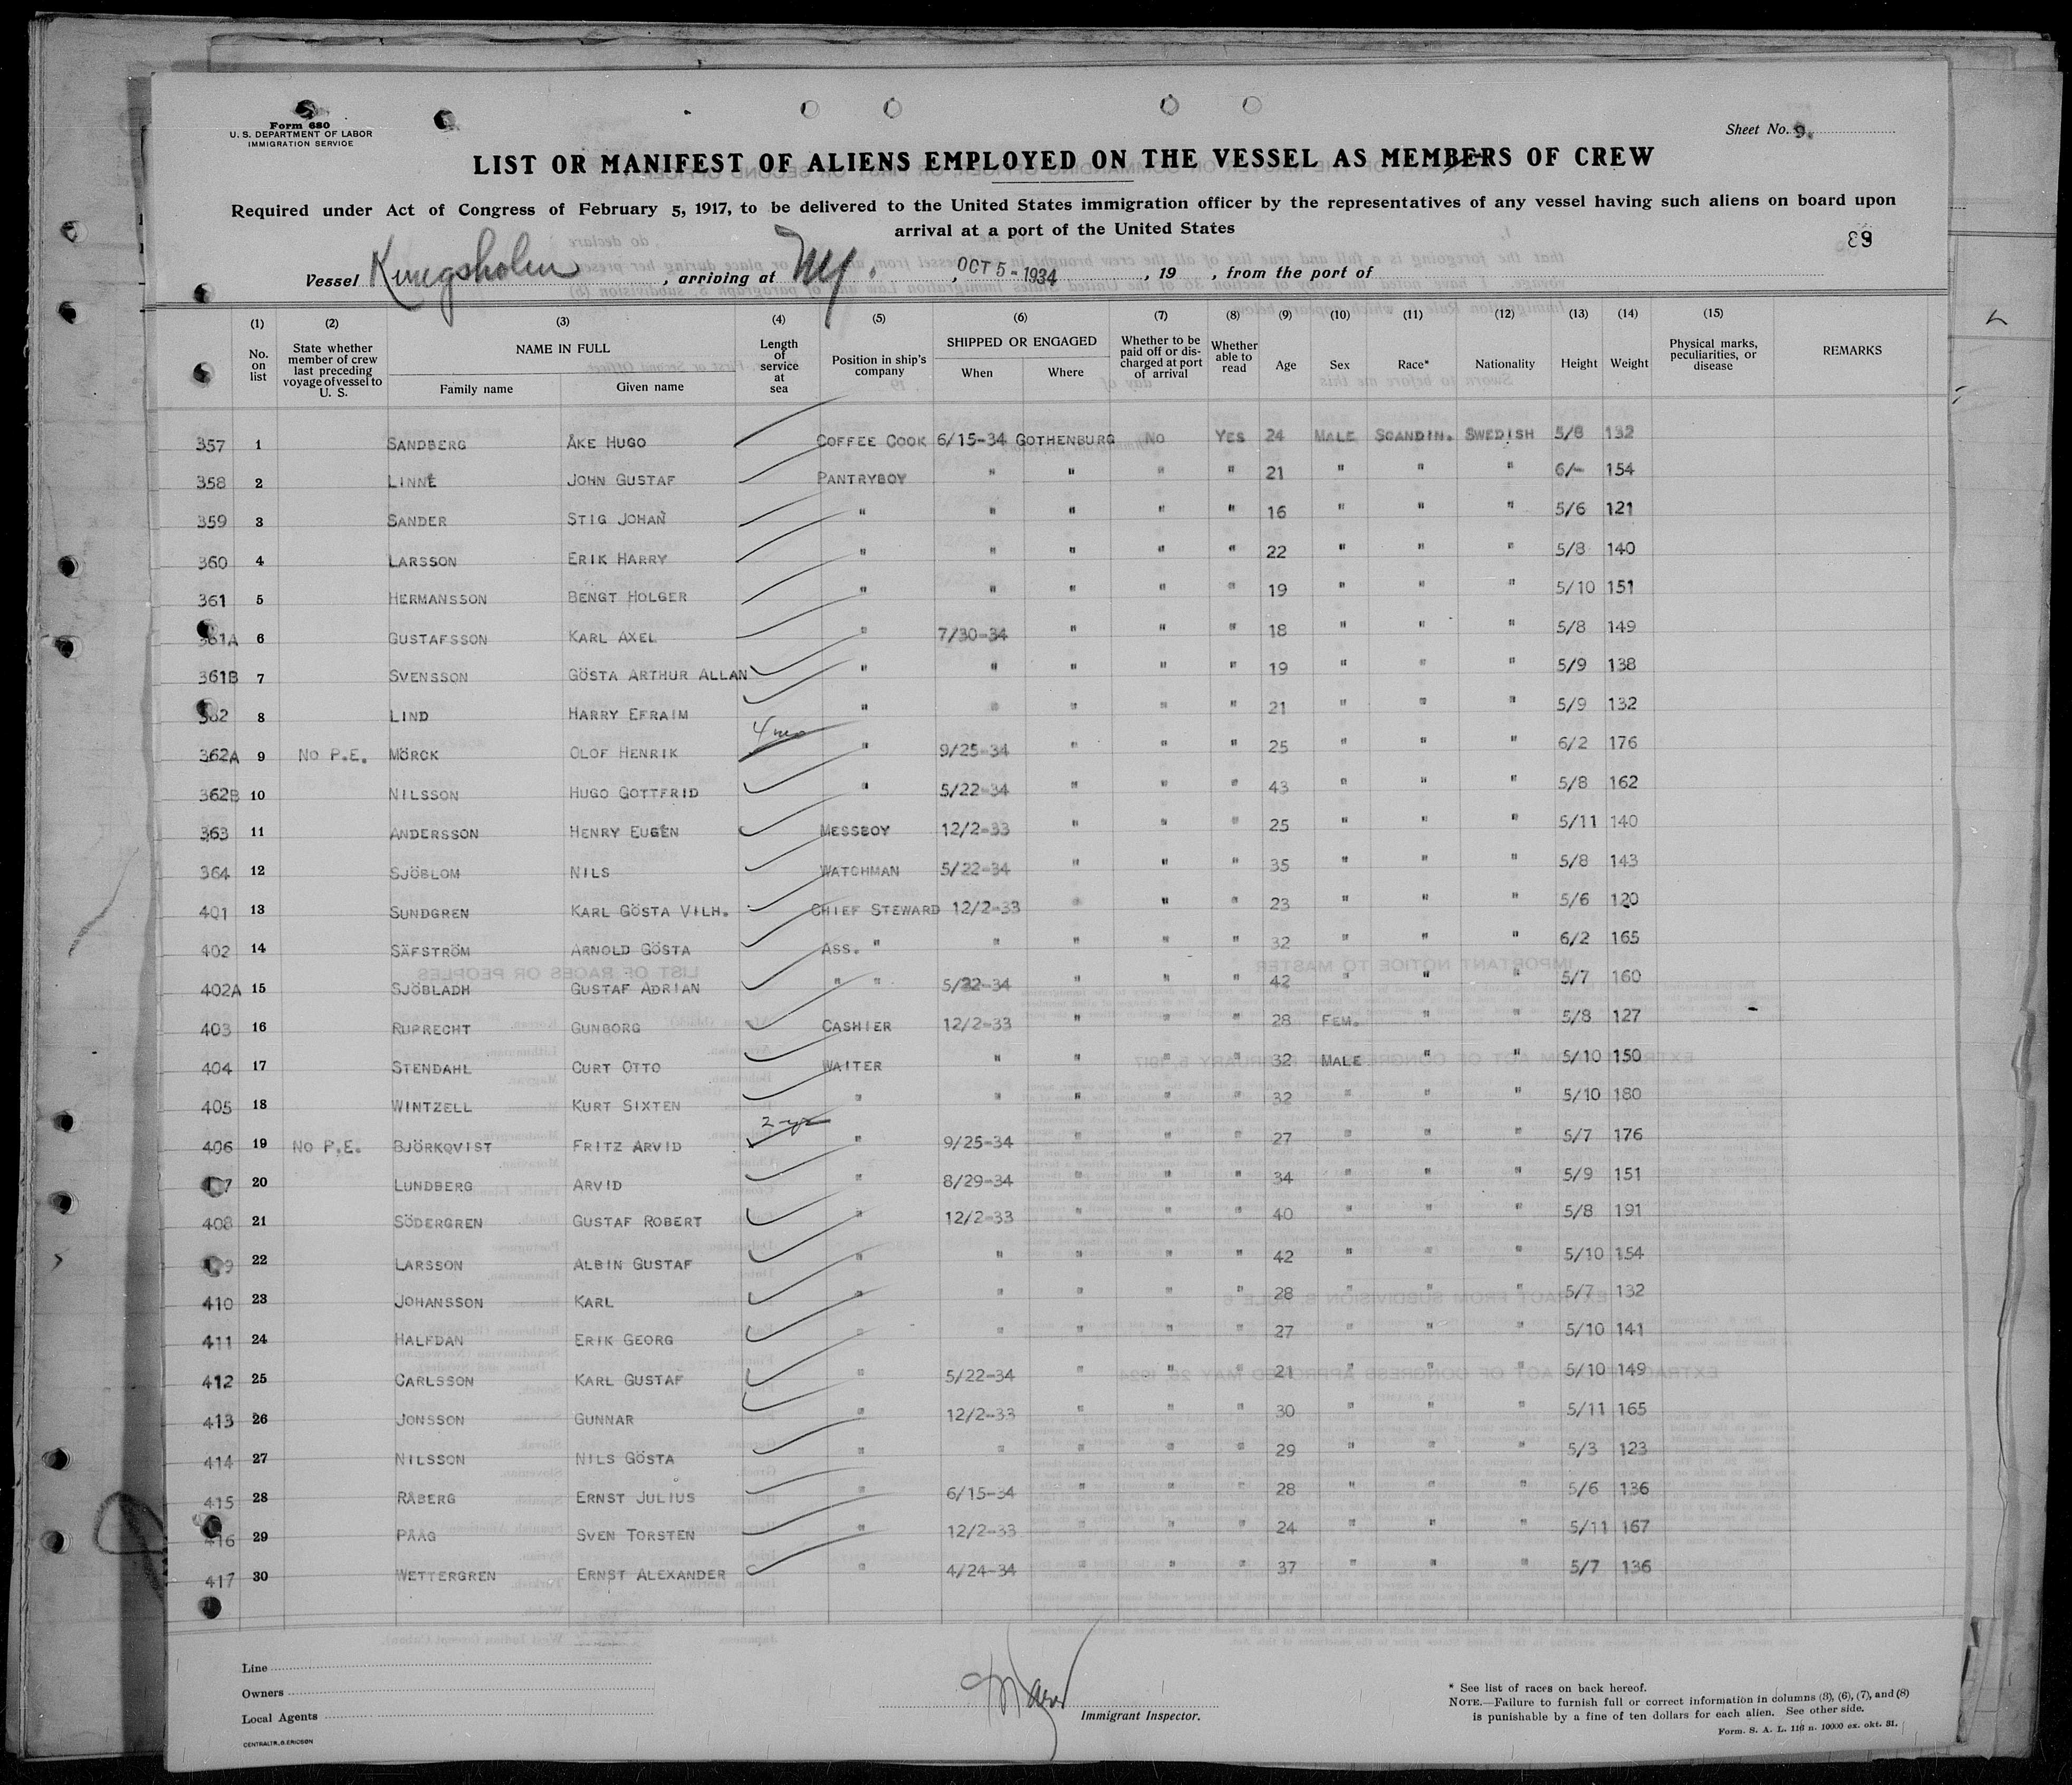 Form 680
U. S. DEPARTMENT OF LABOR
IMMIGRATION SERVICE
Sheet No. 9.
LIST OR MANIFEST OF ALIENS EMPLOYED ON THE VESSEL AS MEMBERS OF CREW
Required under Act of Congress of February 5, 1917, to be delivered to the United States immigration officer by the representatives of any vessel having such aliens on board upon
arrival at a port of the United States
89
Vessel Kungsholm, arriving at NY., OCT 5 - 1934, 19 , from the port of
(1) (2) (3) (4) (5) (6) (7) (8) (9) (10) (11) (12) (13) (14) (15)
No. on list State whether member of crew last preceding voyage of vessel to U. S. NAME IN FULL Family name Given name Length of service at sea Position in ship's company SHIPPED OR ENGAGED When Where Whether to be paid off or discharged at port of arrival Whether able to read Age Sex Race* Nationality Height Weight Physical marks, peculiarities, or disease REMARKS
357 1 SANDBERG ÅKE HUGO COFFEE COOK 6/15-34 GOTHENBURG NO YES 24 MALE SCANDIN. SWEDISH 5/8 132
358 2 LINNÉ JOHN GUSTAF PANTRYBOY " " " " 21 " " " 6/- 154
359 3 SANDER STIG JOHAN " " " " " 16 " " " 5/6 121
360 4 LARSSON ERIK HARRY " " " " " 22 " " " 5/8 140
361 5 HERMANSSON BENGT HOLGER " " " " " 19 " " " 5/10 151
361A 6 GUSTAFSSON KARL AXEL " 7/30-34 " " " 18 " " " 5/8 149
361B 7 SVENSSON GÖSTA ARTHUR ALLAN " " " " " 19 " " " 5/9 138
362 8 LIND HARRY EFRAIM " " " " " 21 " " " 5/9 132
362A 9 NO P.E. MÖRCK OLOF HENRIK 4 mo " 9/25-34 " " " 25 " " " 6/2 176
362B 10 NILSSON HUGO GOTTFRID " 5/22-34 " " " 43 " " " 5/8 162
363 11 ANDERSSON HENRY EUGÉN MESSBOY 12/2-33 " " " 25 " " " 5/11 140
364 12 SJÖBLOM NILS WATCHMAN 5/22-34 " " " 35 " " " 5/8 143
401 13 SUNDGREN KARL GÖSTA VILH. CHIEF STEWARD 12/2-33 " " " 23 " " " 5/6 120
402 14 SÄFSTRÖM ARNOLD GÖSTA ASS. " " " " " 32 " " " 6/2 165
402A 15 SJÖBLADH GUSTAF ADRIAN " " 5/22-34 " " " 42 " " " 5/7 160
403 16 RUPRECHT GUNBORG CASHIER 12/2-33 " " " 28 FEM. " " 5/8 127
404 17 STENDAHL CURT OTTO WAITER " " " " 32 MALE " " 5/10 150
405 18 WINTZELL KURT SIXTEN " " " " " 32 " " " 5/10 180
406 19 NO P.E. BJÖRKQVIST FRITZ ARVID " 9/25-34 " " " 27 " " " 5/7 176
407 20 LUNDBERG ARVID " 8/29-34 " " " 34 " " " 5/9 151
408 21 SÖDERGREN GUSTAF ROBERT " 12/2-33 " " " 40 " " " 5/8 191
409 22 LARSSON ALBIN GUSTAF " " " " " 42 " " " 5/10 154
410 23 JOHANSSON KARL " " " " " 28 " " " 5/7 132
411 24 HALFDAN ERIK GEORG " " " " " 27 " " " 5/10 141
412 25 CARLSSON KARL GUSTAF " 5/22-34 " " " 21 " " " 5/10 149
413 26 JONSSON GUNNAR " 12/2-33 " " " 30 " " " 5/11 165
414 27 NILSSON NILS GÖSTA " " " " " 29 " " " 5/3 123
415 28 RÅBERG ERNST JULIUS " 6/15-34 " " " 28 " " " 5/6 136
416 29 PÅÅG SVEN TORSTEN " 12/2-33 " " " 24 " " " 5/11 167
417 30 WETTERGREN ERNST ALEXANDER " 4/24-34 " " " 37 " " " 5/7 136
Line
Owners
Local Agents
Immigrant Inspector.
* See list of races on back hereof.
NOTE.—Failure to furnish full or correct information in columns (3), (6), (7), and (8)
is punishable by a fine of ten dollars for each alien. See other side.
Form. S. A. L. 116 n. 10000 ex. okt. 31.
CENTRALTR. G. ERICSON